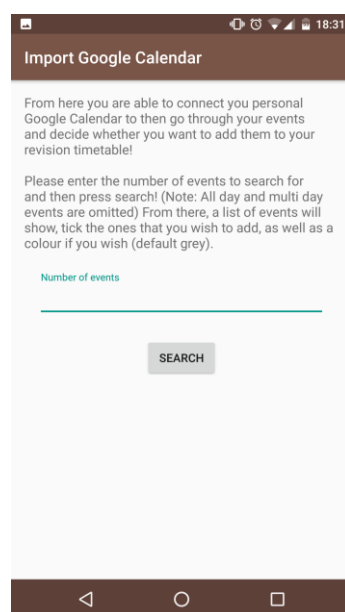 18:31
Import Google Calendar
From here you are able to connect you personal
Google Calendar to then go through your events
and decide whether you want to add them to your
revision timetable!
Please enter the number of events to search for
and then press search! (Note: All day and multi day
events are omitted) From there, a list of events will
show, tick the ones that you wish to add, as well as a
colour if you wish (default grey).
Number of events
SEARCH